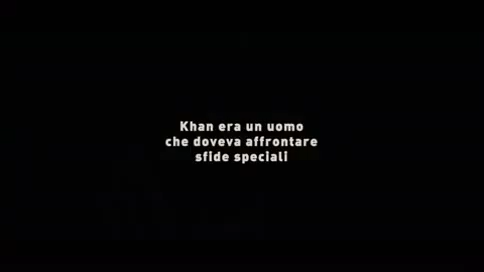 Khan era un uomo
che doveva affrontare
sfide speciali